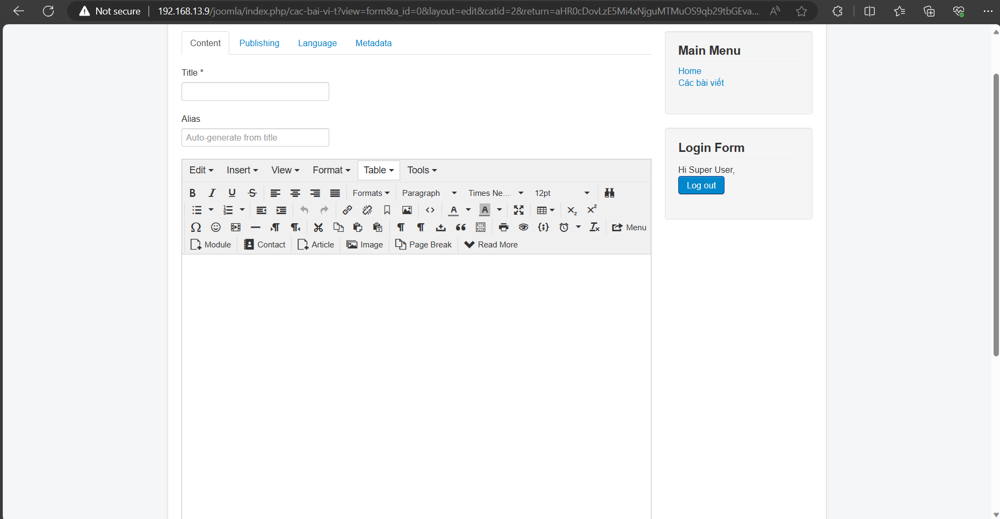 Not secure
192.168.13.9/joomla/index.php/cac-bai-vi-t?view=form&a_id=0&layout=edit&catid=2&return=aHR0cDovLzE5Mi4xNjguMTMuOS9qb29tbGEva...
Content Publishing Language Metadata
Title *
Alias
Auto-generate from title
Edit Insert View Format Table Tools
B I U S Formats Paragraph Times Ne... 12pt
A A X₂ X²
Ω Menu
Module Contact Article Image Page Break Read More
Main Menu
Home
Các bài viết
Login Form
Hi Super User,
Log out